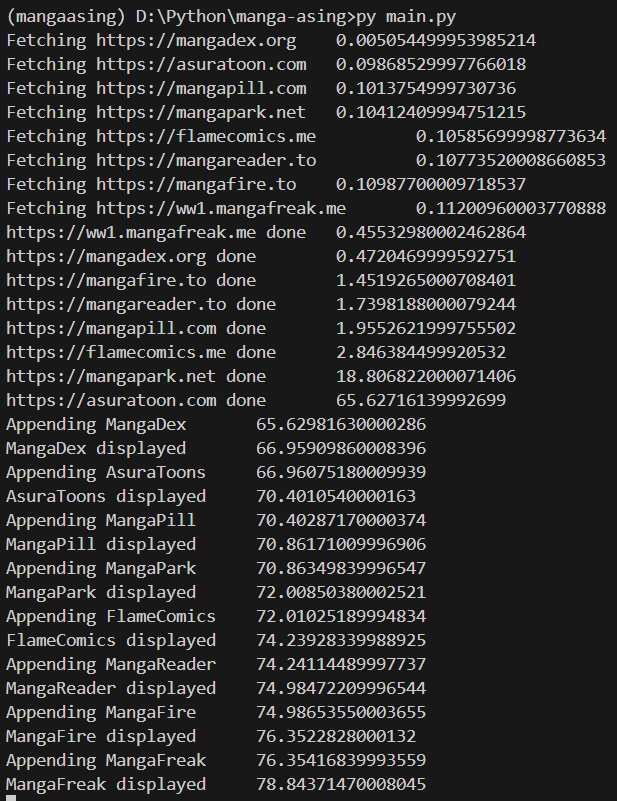 (mangaasing) D:\Python\manga-asing>py main.py
Fetching https://mangadex.org 0.005054499953985214
Fetching https://asuratoon.com 0.09868529997766018
Fetching https://mangapill.com 0.1013754999730736
Fetching https://mangapark.net 0.10412409994751215
Fetching https://flamecomics.me 0.10585699998773634
Fetching https://mangareader.to 0.10773520008660853
Fetching https://mangafire.to 0.10987700009718537
Fetching https://ww1.mangafreak.me 0.11200960003770888
https://ww1.mangafreak.me done 0.45532980002462864
https://mangadex.org done 0.4720469999592751
https://mangafire.to done 1.4519265000708401
https://mangareader.to done 1.7398188000079244
https://mangapill.com done 1.9552621999755502
https://flamecomics.me done 2.846384499920532
https://mangapark.net done 18.806822000071406
https://asuratoon.com done 65.62716139992699
Appending MangaDex 65.62981630000286
MangaDex displayed 66.95909860008396
Appending AsuraToons 66.96075180009939
AsuraToons displayed 70.4010540000163
Appending MangaPill 70.40287170000374
MangaPill displayed 70.86171009996906
Appending MangaPark 70.86349839996547
MangaPark displayed 72.00850380002521
Appending FlameComics 72.01025189994834
FlameComics displayed 74.23928339988925
Appending MangaReader 74.24114489997737
MangaReader displayed 74.98472209996544
Appending MangaFire 74.98653550003655
MangaFire displayed 76.3522828000132
Appending MangaFreak 76.35416839993559
MangaFreak displayed 78.84371470008045